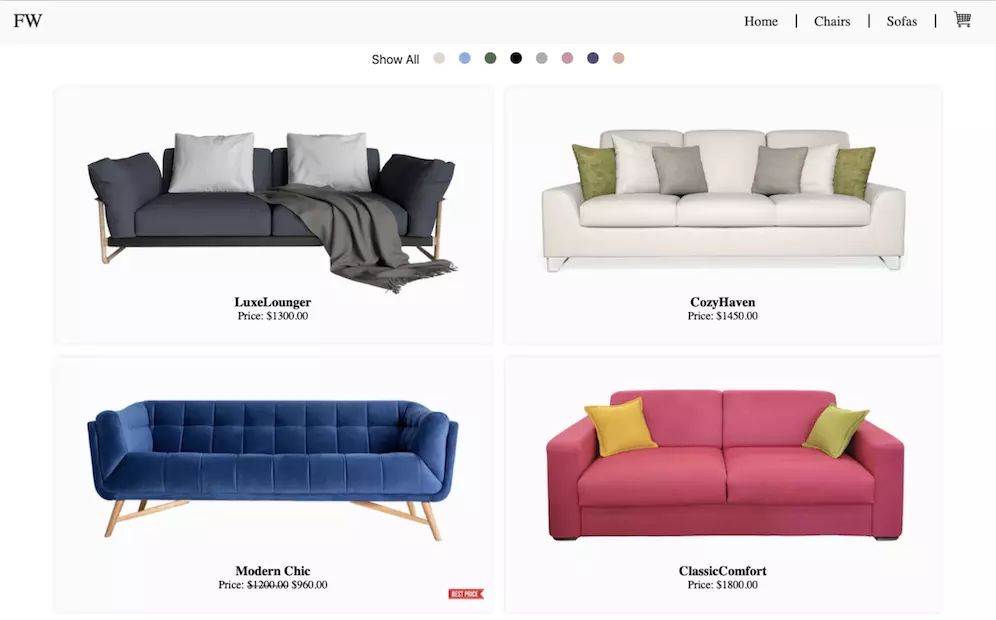 FW
Home | Chairs | Sofas |
Show All
LuxeLounger
Price: $1300.00
CozyHaven
Price: $1450.00
Modern Chic
Price: $1200.00 $960.00
BEST PRICE
ClassicComfort
Price: $1800.00